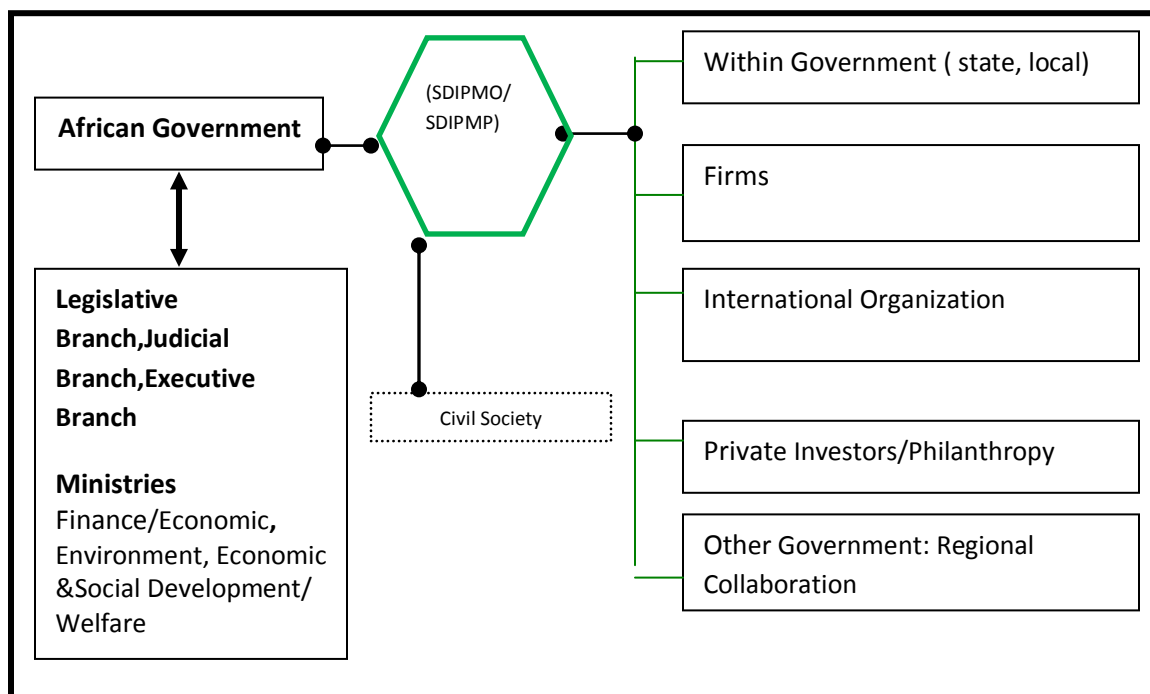 African Government
(SDIPMO/
SDIPMP)
Within Government ( state, local)
Firms
International Organization
Private Investors/Philanthropy
Other Government: Regional
Collaboration
Legislative
Branch,Judicial
Branch,Executive
Branch
Ministries
Finance/Economic,
Environment, Economic
&Social Development/
Welfare
Civil Society